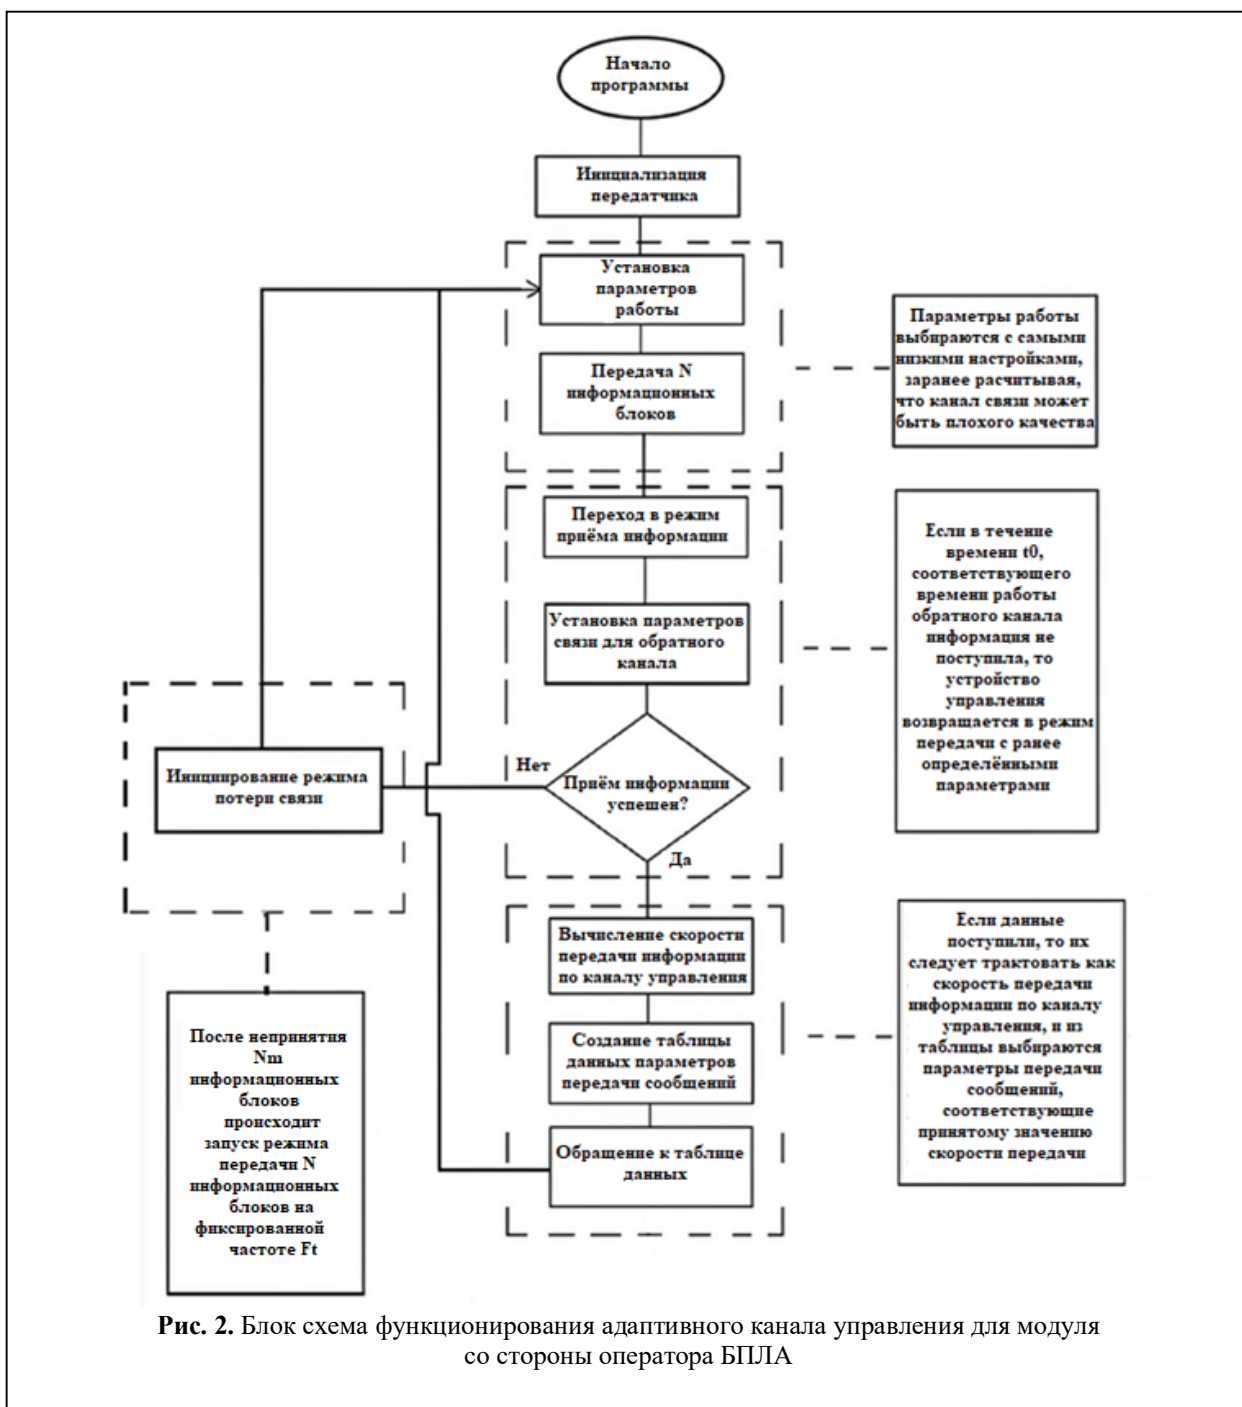 Начало
программы
Инициализация
передатчика
Установка
параметров
работы
Передача N
информационных
блоков
Параметры работы
выбираются с самыми
низкими настройками,
заранее расчитывая,
что канал связи может
быть плохого качества
Переход в режим
приёма информации
Установка параметров
связи для обратного
канала
Если в течение
времени t0,
соответствующего
времени работы
обратного канала
информация не
поступила, то
устройство
управления
возвращается в режим
передачи с ранее
определёнными
параметрами
Инициирование режима
потери связи
Нет
Приём информации
успешен?
Да
Вычисление скорости
передачи информации
по каналу управления
Создание таблицы
данных параметров
передачи сообщений
Обращение к таблице
данных
Если данные
поступили, то их
следует трактовать как
скорость передачи
информации по каналу
управления, и из
таблицы выбираются
параметры передачи
сообщений,
соответствующие
принятому значению
скорости передачи
После непринятия
Nm
информационных
блоков
происходит
запуск режима
передачи N
информационных
блоков на
фиксированной
частоте Ft
Рис. 2. Блок схема функционирования адаптивного канала управления для модуля
со стороны оператора БПЛА